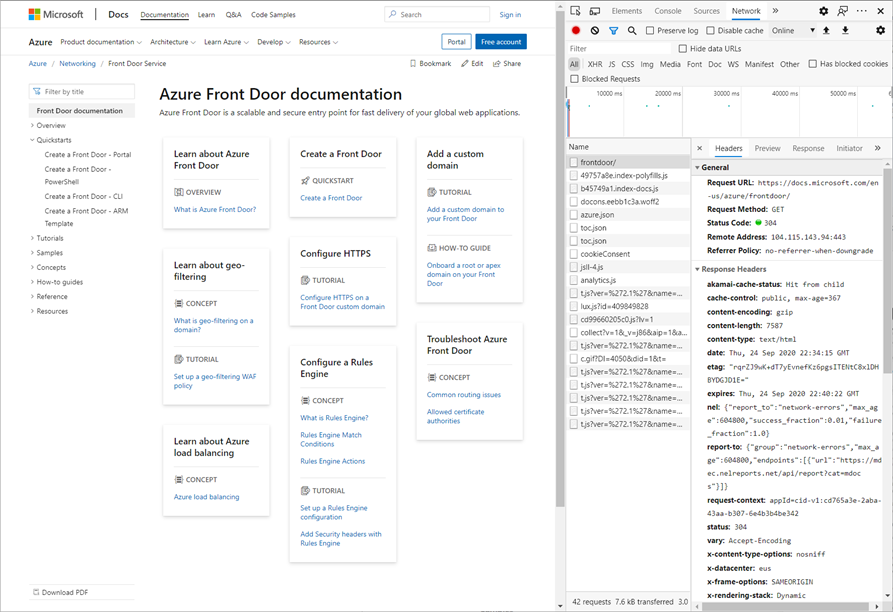 Microsoft Docs Documentation Learn Q&A Code Samples Search Sign in
Azure Product documentation Architecture Learn Azure Develop Resources Portal Free account
Azure / Networking / Front Door Service Bookmark Edit Share
Filter by title
Front Door documentation
Overview
Quickstarts
Create a Front Door - Portal
Create a Front Door -
PowerShell
Create a Front Door - CLI
Create a Front Door - ARM
Template
Tutorials
Samples
Concepts
How-to guides
Reference
Resources
Download PDF
Azure Front Door documentation
Azure Front Door is a scalable and secure entry point for fast delivery of your global web applications.
Learn about Azure
Front Door
OVERVIEW
What is Azure Front Door?
Learn about geo-
filtering
CONCEPT
What is geo-filtering on a
domain?
TUTORIAL
Set up a geo-filtering WAF
policy
Learn about Azure
load balancing
CONCEPT
Azure load balancing
Create a Front Door
QUICKSTART
Create a Front Door
Configure HTTPS
TUTORIAL
Configure HTTPS on a
Front Door custom domain
Configure a Rules
Engine
CONCEPT
What is Rules Engine?
Rules Engine Match
Conditions
Rules Engine Actions
TUTORIAL
Set up a Rules Engine
configuration
Add Security headers with
Rules Engine
Add a custom
domain
TUTORIAL
Add a custom domain to
your Front Door
HOW-TO GUIDE
Onboard a root or apex
domain on your Front
Door
Troubleshoot Azure
Front Door
CONCEPT
Common routing issues
Allowed certificate
authorities
Elements Console Sources Network
Preserve log Disable cache Online
Filter Hide data URLs
All XHR JS CSS Img Media Font Doc WS Manifest Other Has blocked cookies
Blocked Requests
10000 ms 20000 ms 30000 ms 40000 ms 50000 ms 6
Name
frontdoor/
49757a8e.index-polyfills.js
b45749a1.index-docs.js
docons.eebb1c3a.woff2
azure.json
toc.json
toc.json
cookieConsent
jsll-4.js
analytics.js
t.js?ver=%272.1%27&name=...
lux.js?id=409849828
cd99660205c0.js?lv=1
collect?v=1&_v=j86&aip=1&a...
t.js?ver=%272.1%27&name=...
c.gif?DI=4050&did=1&t=
t.js?ver=%272.1%27&name=...
t.js?ver=%272.1%27&name=...
t.js?ver=%272.1%27&name=...
t.js?ver=%272.1%27&name=...
t.js?ver=%272.1%27&name=...
42 requests 7.6 kB transferred 3.0
Headers Preview Response Initiator
General
Request URL: https://docs.microsoft.com/en
-us/azure/frontdoor/
Request Method: GET
Status Code: 304
Remote Address: 104.115.143.94:443
Referrer Policy: no-referrer-when-downgrade
Response Headers
akamai-cache-status: Hit from child
cache-control: public, max-age=367
content-encoding: gzip
content-length: 7587
content-type: text/html
date: Thu, 24 Sep 2020 22:34:15 GMT
etag: "rqrZJ9wK+dT7yEvnefKz6pgsITENtC8x1DH
BYDGJD1E="
expires: Thu, 24 Sep 2020 22:40:22 GMT
nel: {"report_to":"network-errors","max_a
ge":604800,"success_fraction":0.01,"failure
_fraction":1.0}
report-to: {"group":"network-errors","max_a
ge":604800,"endpoints":[{"url":"https://md
ec.nelreports.net/api/report?cat=mdoc
s"}]}
request-context: appId=cid-v1:cd765a3e-2aba-
43aa-b307-6e4b3b4be342
status: 304
vary: Accept-Encoding
x-content-type-options: nosniff
x-datacenter: eus
x-frame-options: SAMEORIGIN
x-rendering-stack: Dynamic